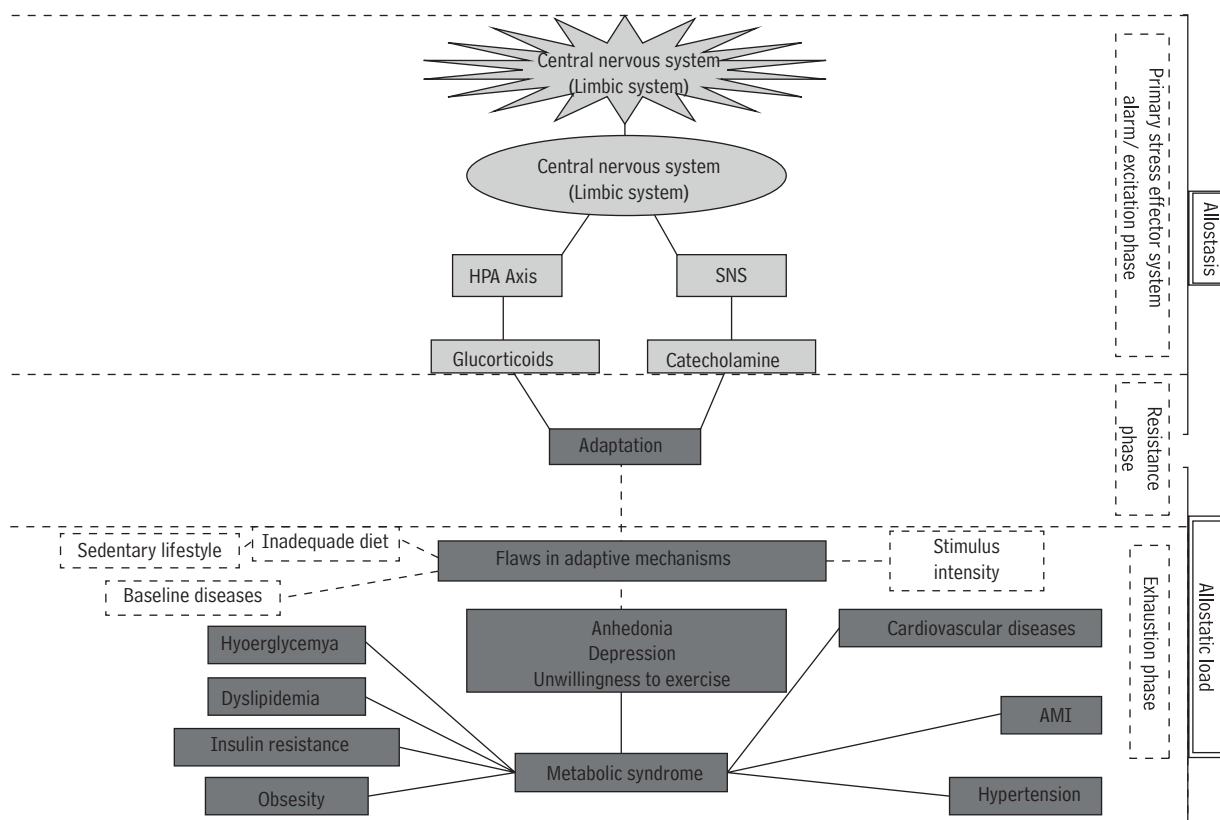 Central nervous system
(Limbic system)
Central nervous system
(Limbic system)
HPA Axis
SNS
Glucorticoids
Catecholamine
Adaptation
Primary stress effector system
alarm/ excitation phase
Allostasis
Resistance
phase
Sedentary lifestyle
Inadequade diet
Baseline diseases
Flaws in adaptive mechanisms
Stimulus
intensity
Anhedonia
Depression
Unwillingness to exercise
Hyoerglycemya
Dyslipidemia
Insulin resistance
Obsesity
Metabolic syndrome
Cardiovascular diseases
AMI
Hypertension
Exhaustion phase
Allostatic load